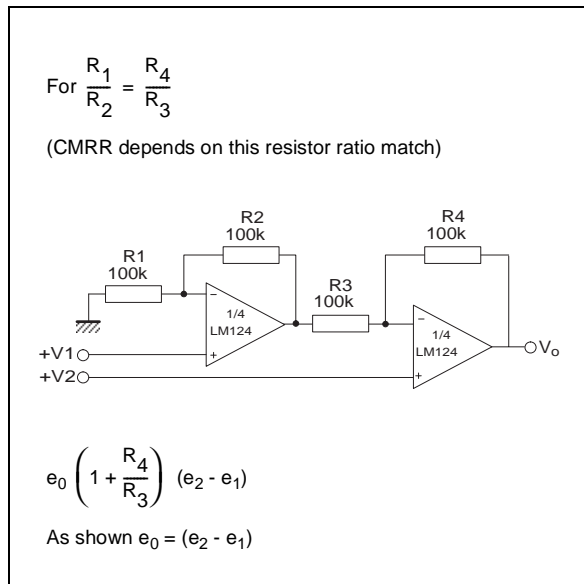 For R1/R2 = R4/R3
(CMRR depends on this resistor ratio match)
R2
100k
R4
100k
R1
100k
R3
100k
1/4
LM124
1/4
LM124
+V1
+V2
Vo
e0 (1 + R4/R3) (e2 - e1)
As shown e0 = (e2 - e1)